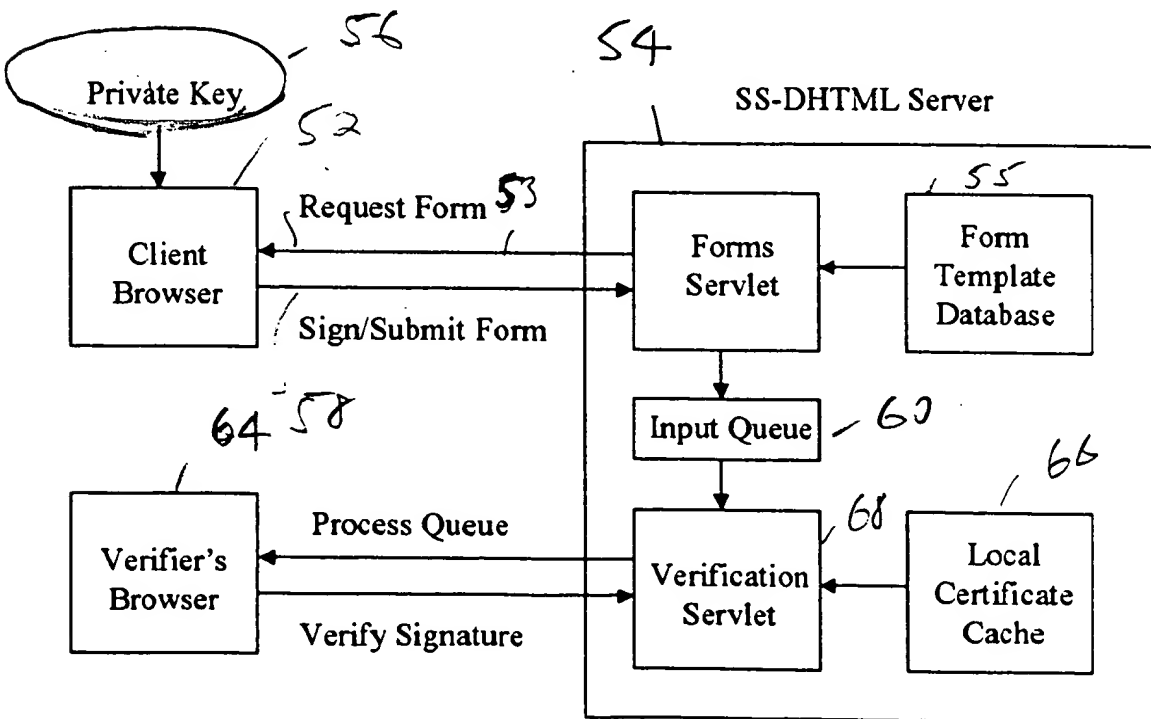 56
54
Private Key
SS-DHTML Server
52
55
Request Form 53
Client
Browser
Forms
Servlet
Form
Template
Database
Sign/Submit Form
64
58
Input Queue
60
66
Process Queue
68
Verifier's
Browser
Verification
Servlet
Local
Certificate
Cache
Verify Signature